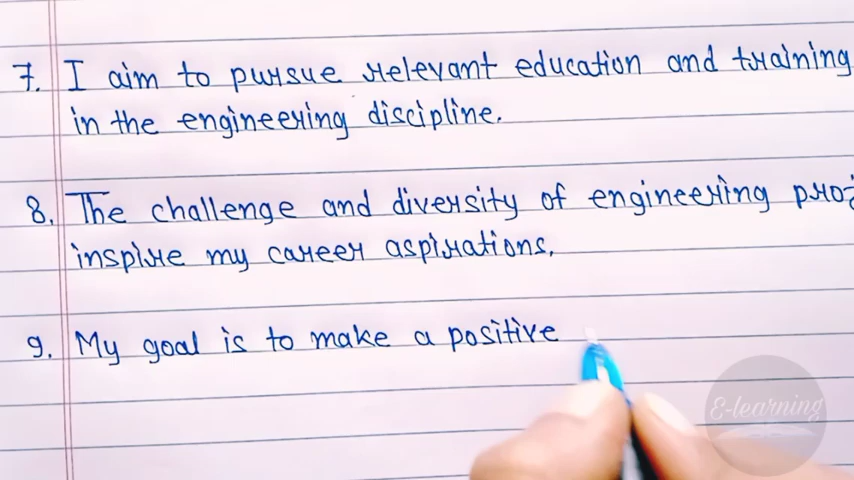 7. I aim to pursue relevant education and training
in the engineering discipline.
8. The challenge and diversity of engineering
inspire my career aspirations.
9. My goal is to make a positive
E-learning